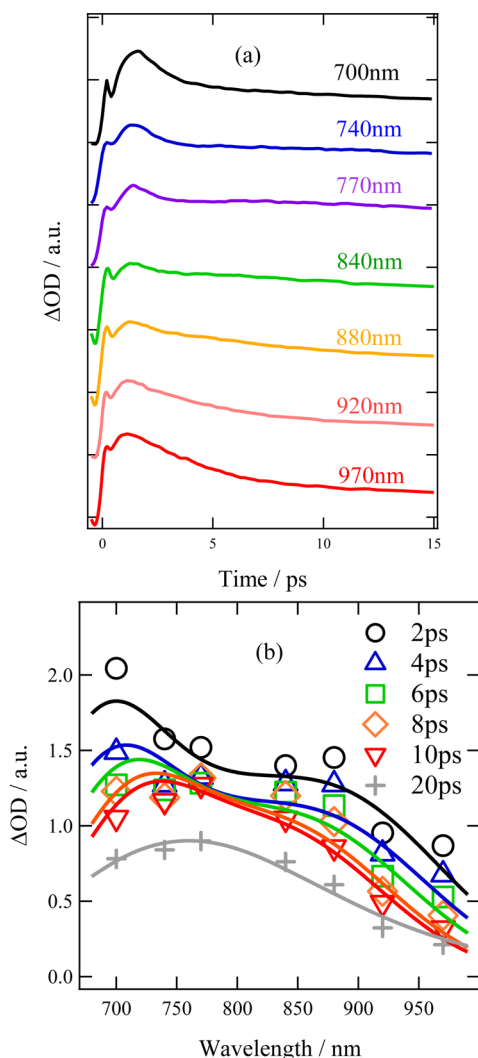 (a)
700nm
740nm
770nm
840nm
880nm
920nm
970nm
ΔOD / a.u.
0
5
10
15
Time / ps
(b)
2ps
4ps
6ps
8ps
10ps
20ps
2.0
1.5
1.0
0.5
0.0
ΔOD / a.u.
700
750
800
850
900
950
Wavelength / nm